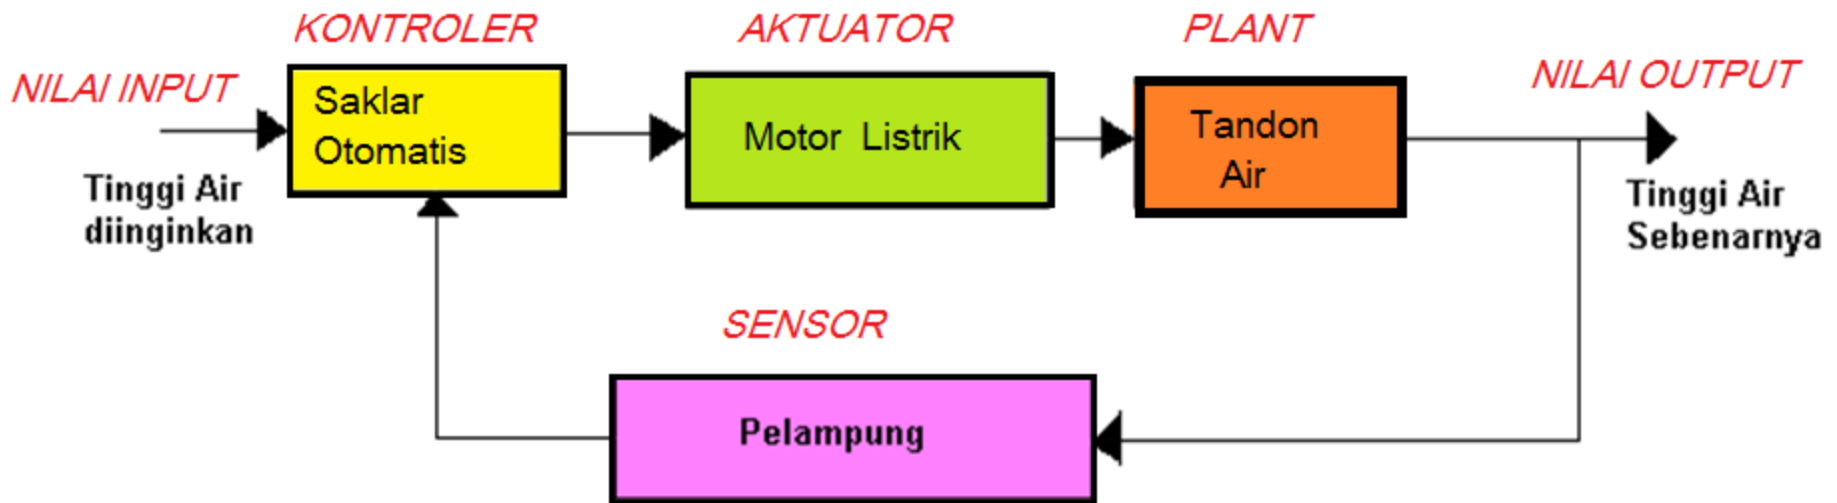 KONTROLER
AKTUATOR
PLANT
NILAI INPUT
NILAI OUTPUT
Saklar
Otomatis
Motor Listrik
Tandon
Air
Tinggi Air
diinginkan
Tinggi Air
Sebenarnya
SENSOR
Pelampung